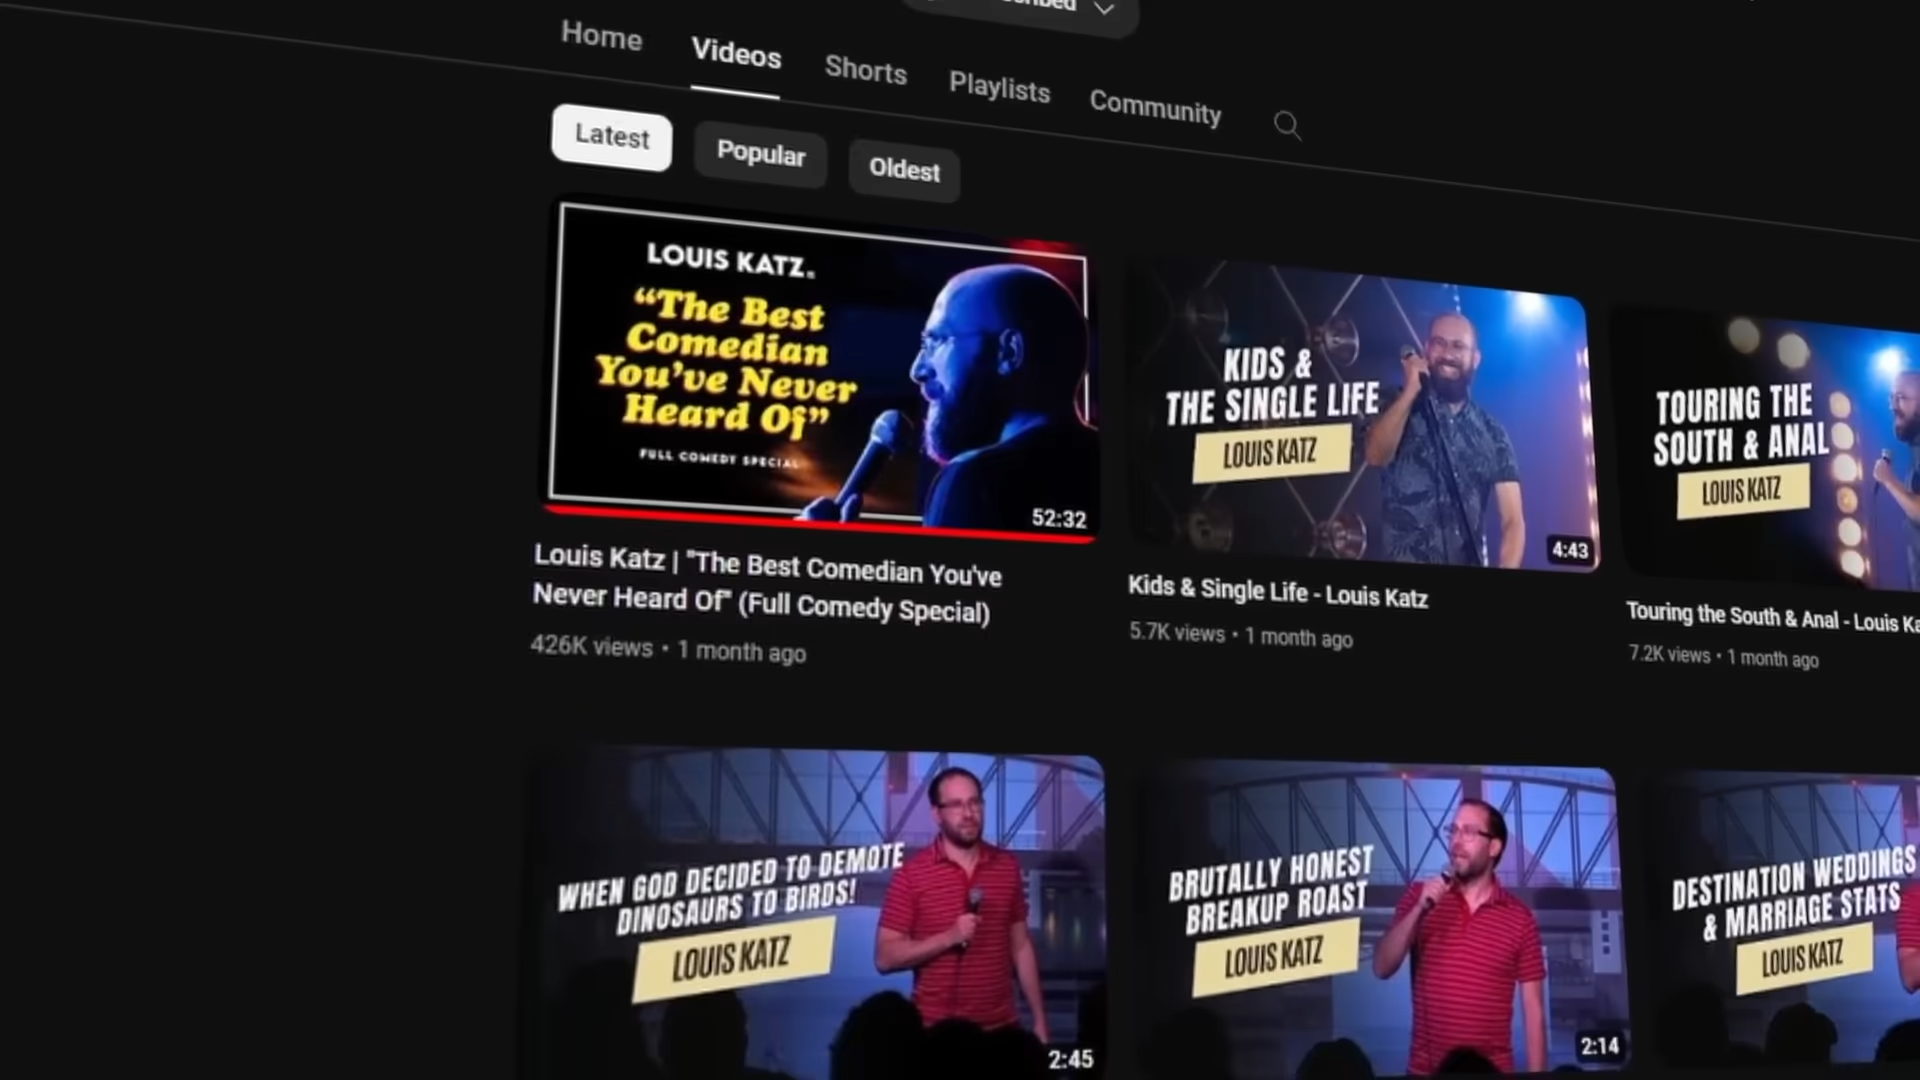 Home
Videos
Shorts
Playlists
Community
Latest
Popular
Oldest
LOUIS KATZ
“The Best
Comedian
You've Never
Heard Of”
FULL COMEDY SPECIAL
52:32
Louis Katz | "The Best Comedian You've
Never Heard Of" (Full Comedy Special)
426K views • 1 month ago
KIDS &
THE SINGLE LIFE
LOUIS KATZ
4:43
Kids & Single Life - Louis Katz
5.7K views • 1 month ago
TOURING THE
SOUTH & ANAL
LOUIS KATZ
Touring the South & Anal - Louis
7.2K views • 1 month ago
WHEN GOD DECIDED TO DEMOTE
DINOSAURS TO BIRDS!
LOUIS KATZ
2:45
BRUTALLY HONEST
BREAKUP ROAST
LOUIS KATZ
2:14
DESTINATION WEDDINGS
& MARRIAGE STATS
LOUIS KATZ